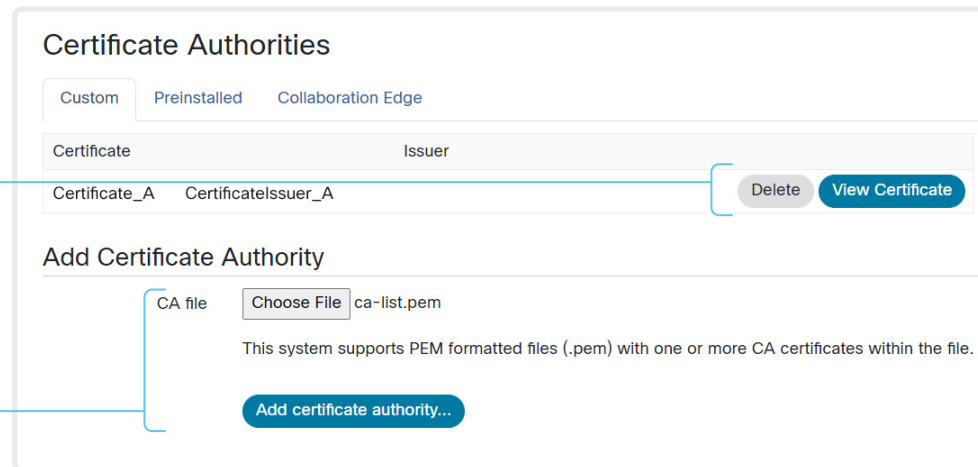 Certificate Authorities
Custom Preinstalled Collaboration Edge
Certificate Issuer
Certificate_A CertificateIssuer_A Delete View Certificate
Add Certificate Authority
CA file Choose File ca-list.pem
This system supports PEM formatted files (.pem) with one or more CA certificates within the file.
Add certificate authority...